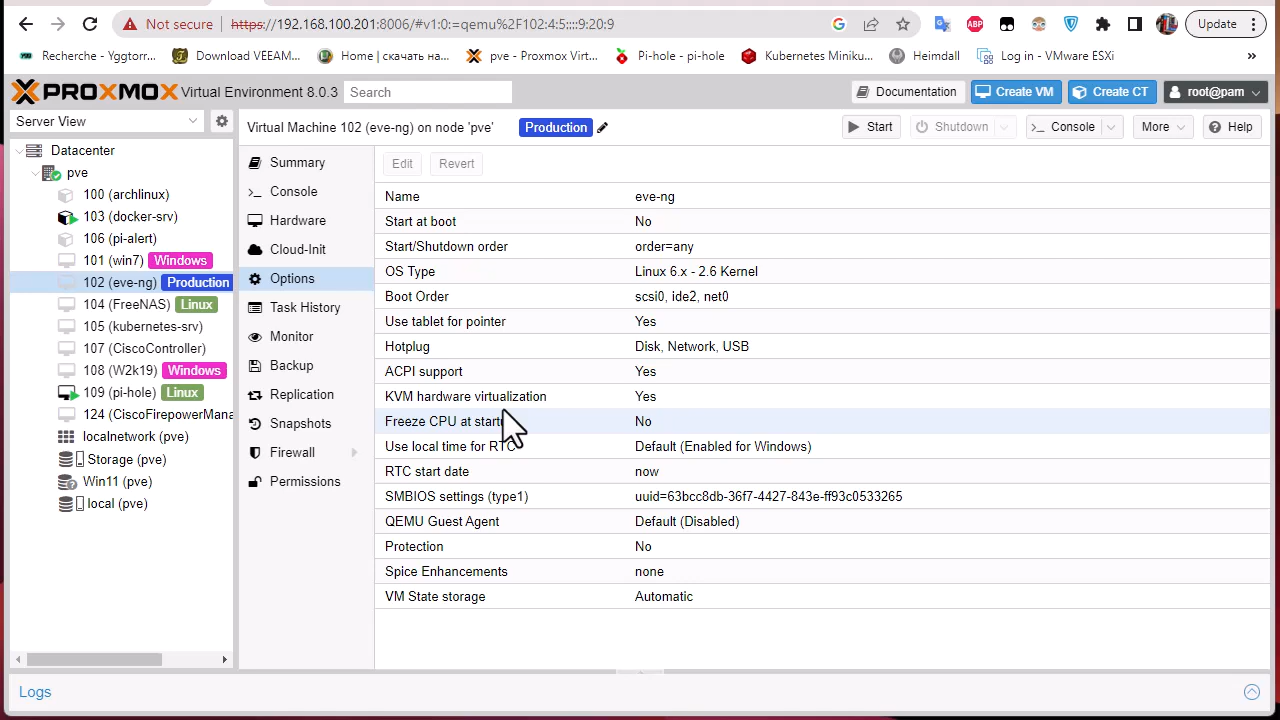 Not secure https://192.168.100.201:8006/#v1:0:=qemu%2F102:4:5::::9:20:9 Update
Recherche - Yggtorr... Download VEEAM... Home | скачать на... pve - Proxmox Virt... Pi-hole - pi-hole Kubernetes Miniku... Heimdall Log in - VMware ESXi »
PROXMOX Virtual Environment 8.0.3 Search Documentation Create VM Create CT root@pam
Server View
Virtual Machine 102 (eve-ng) on node 'pve' Production Start Shutdown Console More Help
Datacenter
pve
100 (archlinux)
103 (docker-srv)
106 (pi-alert)
101 (win7) Windows
102 (eve-ng) Production
104 (FreeNAS) Linux
105 (kubernetes-srv)
107 (CiscoController)
108 (W2k19) Windows
109 (pi-hole) Linux
124 (CiscoFirepowerMana
localnetwork (pve)
Storage (pve)
Win11 (pve)
local (pve)
Summary
Console
Hardware
Cloud-Init
Options
Task History
Monitor
Backup
Replication
Snapshots
Firewall
Permissions
Edit Revert
Name eve-ng
Start at boot No
Start/Shutdown order order=any
OS Type Linux 6.x - 2.6 Kernel
Boot Order scsi0, ide2, net0
Use tablet for pointer Yes
Hotplug Disk, Network, USB
ACPI support Yes
KVM hardware virtualization Yes
Freeze CPU at No
Use local time for RTC Default (Enabled for Windows)
RTC start date now
SMBIOS settings (type1) uuid=63bcc8db-36f7-4427-843e-ff93c0533265
QEMU Guest Agent Default (Disabled)
Protection No
Spice Enhancements none
VM State storage Automatic
Logs